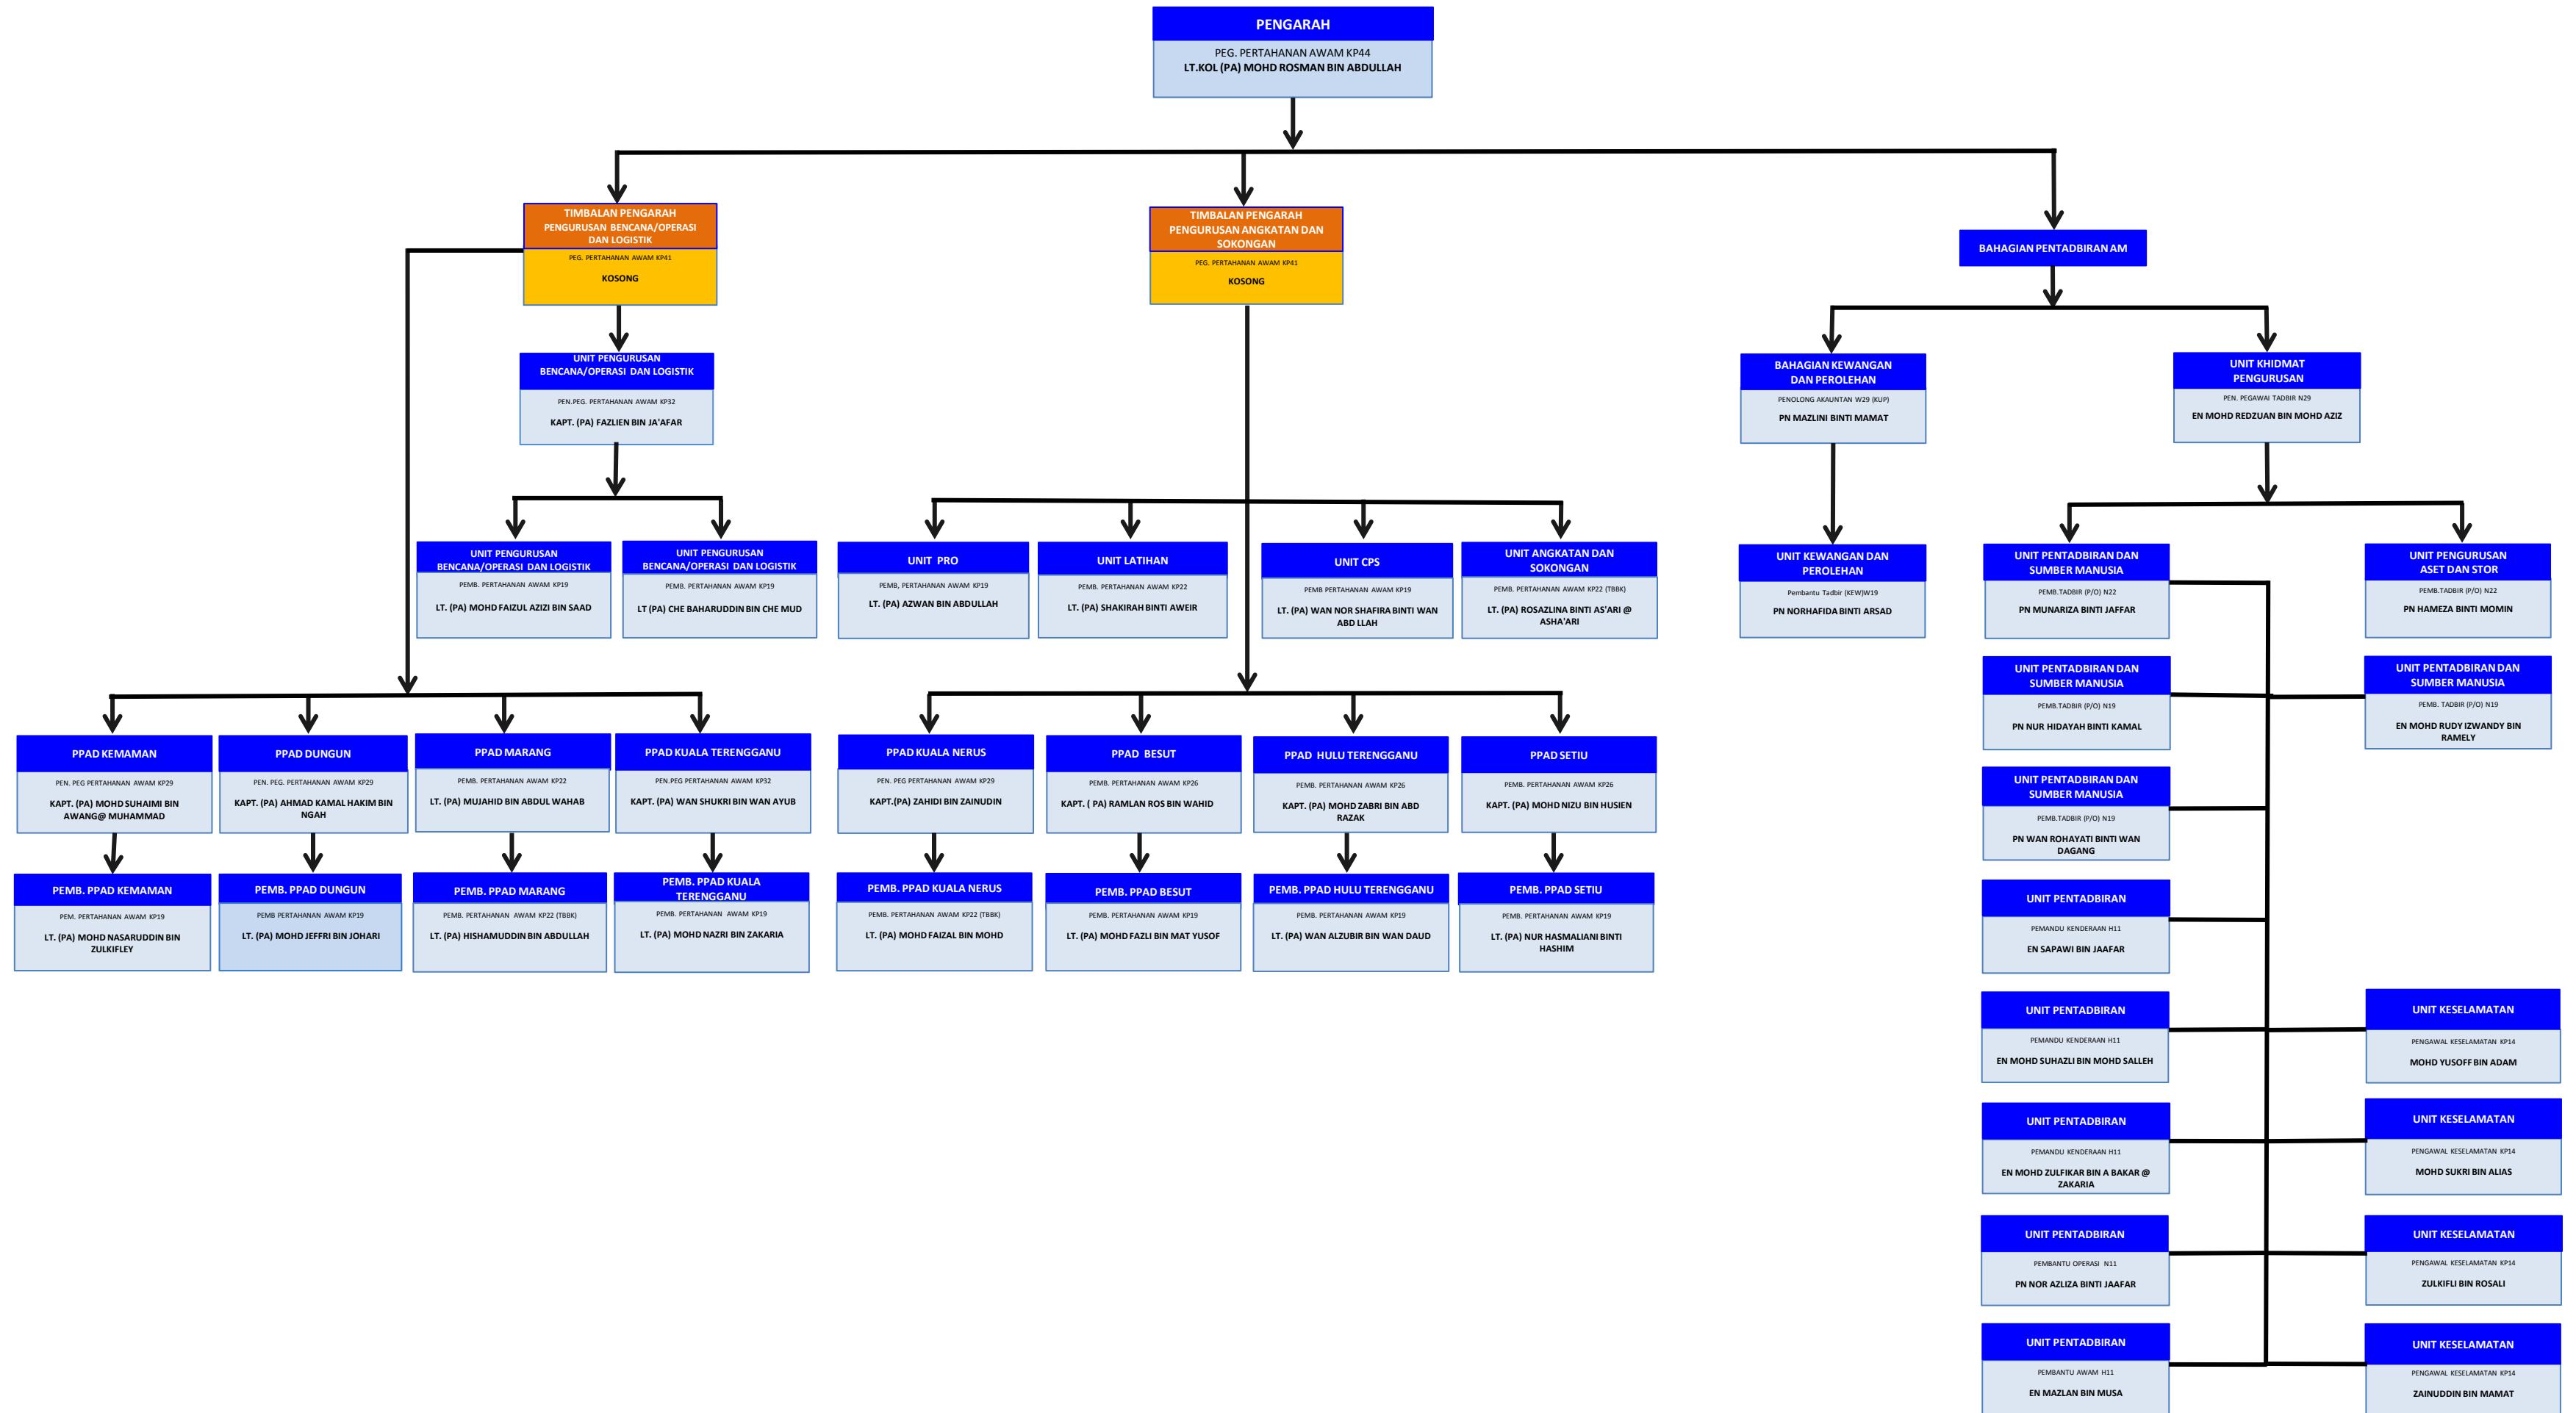 PENGARAH
PEG. PERTAHANAN AWAM KP44
LT.KOL (PA) MOHD ROSMAN BIN ABDULLAH
TIMBALAN PENGARAH
PENGURUSAN BENCANA/OPERASI
DAN LOGISTIK
PEG. PERTAHANAN AWAM KP41
KOSONG
TIMBALAN PENGARAH
PENGURUSAN ANGKATAN DAN
SOKONGAN
PEG. PERTAHANAN AWAM KP41
KOSONG
BAHAGIAN PENTADBIRAN AM
UNIT PENGURUSAN
BENCANA/OPERASI DAN LOGISTIK
PEN.PEG. PERTAHANAN AWAM KP32
KAPT. (PA) FAZLIEN BIN JA'AFAR
BAHAGIAN KEWANGAN
DAN PEROLEHAN
PENOLONG AKAUNTAN W29 (KUP)
PN MAZLINI BINTI MAMAT
UNIT KHIDMAT
PENGURUSAN
PEN. PEGAWAI TADBIR N29
EN MOHD REDZUAN BIN MOHD AZIZ
UNIT PENGURUSAN
BENCANA/OPERASI DAN LOGISTIK
PEMB. PERTAHANAN AWAM KP19
LT. (PA) MOHD FAIZUL AZIZI BIN SAAD
UNIT PENGURUSAN
BENCANA/OPERASI DAN LOGISTIK
PEMB. PERTAHANAN AWAM KP19
LT (PA) CHE BAHARUDDIN BIN CHE MUD
UNIT PRO
PEMB, PERTAHANAN AWAM KP19
LT. (PA) AZWAN BIN ABDULLAH
UNIT LATIHAN
PEMB. PERTAHANAN AWAM KP22
LT. (PA) SHAKIRAH BINTI AWEIR
UNIT CPS
PEMB PERTAHANAN AWAM KP19
LT. (PA) WAN NOR SHAFIRA BINTI WAN
ABD LLAH
UNIT ANGKATAN DAN
SOKONGAN
PEMB. PERTAHANAN AWAM KP22 (TBBK)
LT. (PA) ROSAZLINA BINTI AS'ARI @
ASHA'ARI
UNIT KEWANGAN DAN
PEROLEHAN
Pembantu Tadbir (KEW)W19
PN NORHAFIDA BINTI ARSAD
UNIT PENTADBIRAN DAN
SUMBER MANUSIA
PEMB.TADBIR (P/O) N22
PN MUNARIZA BINTI JAFFAR
UNIT PENGURUSAN
ASET DAN STOR
PEMB.TADBIR (P/O) N22
PN HAMEZA BINTI MOMIN
UNIT PENTADBIRAN DAN
SUMBER MANUSIA
PEMB.TADBIR (P/O) N19
PN NUR HIDAYAH BINTI KAMAL
UNIT PENTADBIRAN DAN
SUMBER MANUSIA
PEMB. TADBIR (P/O) N19
EN MOHD RUDY IZWANDY BIN
RAMELY
PPAD KEMAMAN
PEN. PEG PERTAHANAN AWAM KP29
KAPT. (PA) MOHD SUHAIMI BIN
AWANG@ MUHAMMAD
PPAD DUNGUN
PEN. PEG. PERTAHANAN AWAM KP29
KAPT. (PA) AHMAD KAMAL HAKIM BIN
NGAH
PPAD MARANG
PEMB. PERTAHANAN AWAM KP22
LT. (PA) MUJAHID BIN ABDUL WAHAB
PPAD KUALA TERENGGANU
PEN.PEG PERTAHANAN AWAM KP32
KAPT. (PA) WAN SHUKRI BIN WAN AYUB
PPAD KUALA NERUS
PEN. PEG PERTAHANAN AWAM KP29
KAPT.(PA) ZAHIDI BIN ZAINUDIN
PPAD BESUT
PEMB. PERTAHANAN AWAM KP26
KAPT. ( PA) RAMLAN ROS BIN WAHID
PPAD HULU TERENGGANU
PEMB. PERTAHANAN AWAM KP26
KAPT. (PA) MOHD ZABRI BIN ABD
RAZAK
PPAD SETIU
PEMB. PERTAHANAN AWAM KP26
KAPT. (PA) MOHD NIZU BIN HUSIEN
UNIT PENTADBIRAN DAN
SUMBER MANUSIA
PEMB.TADBIR (P/O) N19
PN WAN ROHAYATI BINTI WAN
DAGANG
PEMB. PPAD KEMAMAN
PEM. PERTAHANAN AWAM KP19
LT. (PA) MOHD NASARUDDIN BIN
ZULKIFLEY
PEMB. PPAD DUNGUN
PEMB PERTAHANAN AWAM KP19
LT. (PA) MOHD JEFFRI BIN JOHARI
PEMB. PPAD MARANG
PEMB. PERTAHANAN AWAM KP22 (TBBK)
LT. (PA) HISHAMUDDIN BIN ABDULLAH
PEMB. PPAD KUALA
TERENGGANU
PEMB. PERTAHANAN AWAM KP19
LT. (PA) MOHD NAZRI BIN ZAKARIA
PEMB. PPAD KUALA NERUS
PEMB. PERTAHANAN AWAM KP22 (TBBK)
LT. (PA) MOHD FAIZAL BIN MOHD
PEMB. PPAD BESUT
PEMB. PERTAHANAN AWAM KP19
LT. (PA) MOHD FAZLI BIN MAT YUSOF
PEMB. PPAD HULU TERENGGANU
PEMB. PERTAHANAN AWAM KP19
LT. (PA) WAN ALZUBIR BIN WAN DAUD
PEMB. PPAD SETIU
PEMB. PERTAHANAN AWAM KP19
LT. (PA) NUR HASMALIANI BINTI
HASHIM
UNIT PENTADBIRAN
PEMANDU KENDERAAN H11
EN SAPAWI BIN JAAFAR
UNIT PENTADBIRAN
PEMANDU KENDERAAN H11
EN MOHD SUHAZLI BIN MOHD SALLEH
UNIT KESELAMATAN
PENGAWAL KESELAMATAN KP14
MOHD YUSOFF BIN ADAM
UNIT PENTADBIRAN
PEMANDU KENDERAAN H11
EN MOHD ZULFIKAR BIN A BAKAR @
ZAKARIA
UNIT KESELAMATAN
PENGAWAL KESELAMATAN KP14
MOHD SUKRI BIN ALIAS
UNIT PENTADBIRAN
PEMBANTU OPERASI N11
PN NOR AZLIZA BINTI JAAFAR
UNIT KESELAMATAN
PENGAWAL KESELAMATAN KP14
ZULKIFLI BIN ROSALI
UNIT PENTADBIRAN
PEMBANTU AWAM H11
EN MAZLAN BIN MUSA
UNIT KESELAMATAN
PENGAWAL KESELAMATAN KP14
ZAINUDDIN BIN MAMAT